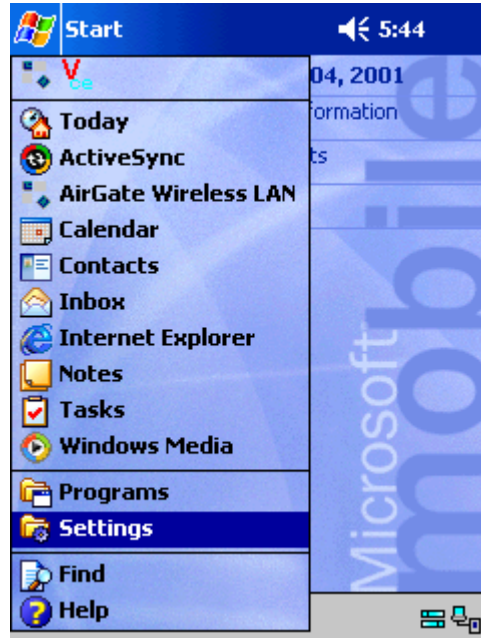 Start 5:44
Vce
04, 2001
Today
formation
ActiveSync
ts
AirGate Wireless LAN
Calendar
Contacts
Inbox
Internet Explorer
Notes
Tasks
Windows Media
Programs
Settings
Find
Help
Microsoft
mobile